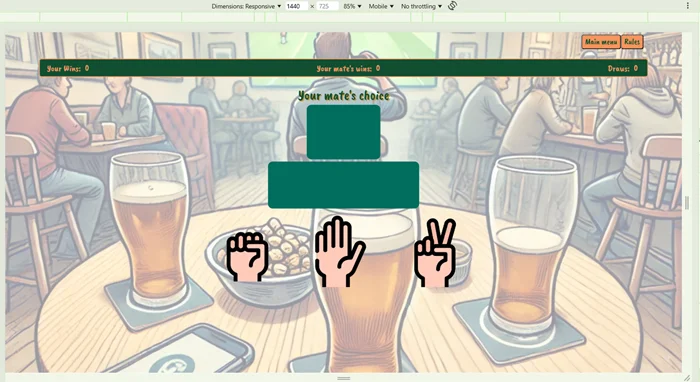 Dimensions: Responsive ▼ 1440 × 725 85% ▼ Mobile ▼ No throttling ▼
Main menu Rules
Your Wins: 0 Your mate's wins: 0 Draws: 0
Your mate's choice